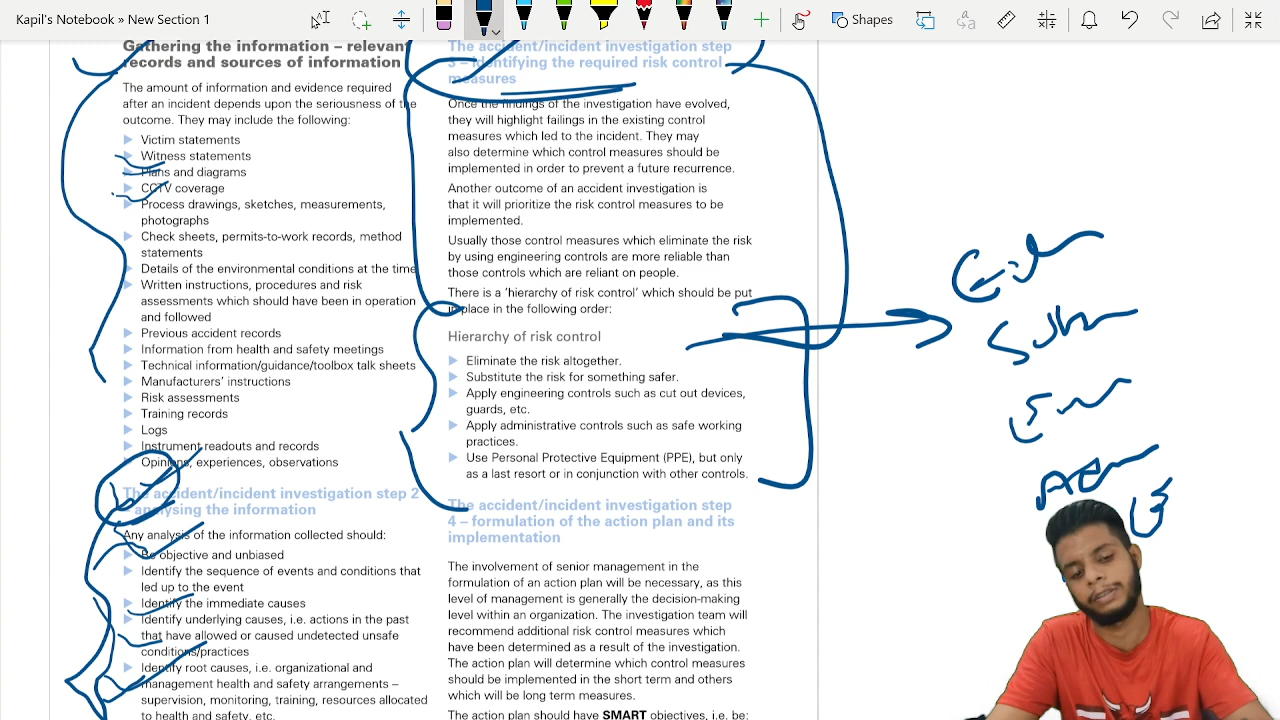 Kapil's Notebook » New Section 1
Shapes
Gathering the information – relevant
records and sources of information
The amount of information and evidence required
after an incident depends upon the seriousness of the
outcome. They may include the following:
Victim statements
Witness statements
Plans and diagrams
CCTV coverage
Process drawings, sketches, measurements,
photographs
Check sheets, permits-to-work records, method
statements
Details of the environmental conditions at the time
Written instructions, procedures and risk
assessments which should have been in operation
and followed
Previous accident records
Information from health and safety meetings
Technical information/guidance/toolbox talk sheets
Manufacturers' instructions
Risk assessments
Training records
Logs
Instrument readouts and records
Opinions, experiences, observations
The accident/incident investigation step 2
– analysing the information
Any analysis of the information collected should:
Be objective and unbiased
Identify the sequence of events and conditions that
led up to the event
Identify the immediate causes
Identify underlying causes, i.e. actions in the past
that have allowed or caused undetected unsafe
conditions/practices
Identify root causes, i.e. organizational and
management health and safety arrangements –
supervision, monitoring, training, resources allocated
to health and safety, etc.
The accident/incident investigation step
3 – identifying the required risk control
measures
Once the findings of the investigation have evolved,
they will highlight failings in the existing control
measures which led to the incident. They may
also determine which control measures should be
implemented in order to prevent a future recurrence.
Another outcome of an accident investigation is
that it will prioritize the risk control measures to be
implemented.
Usually those control measures which eliminate the risk
by using engineering controls are more reliable than
those controls which are reliant on people.
There is a 'hierarchy of risk control' which should be put
in place in the following order:
Hierarchy of risk control
Eliminate the risk altogether.
Substitute the risk for something safer.
Apply engineering controls such as cut out devices,
guards, etc.
Apply administrative controls such as safe working
practices.
Use Personal Protective Equipment (PPE), but only
as a last resort or in conjunction with other controls.
The accident/incident investigation step
4 – formulation of the action plan and its
implementation
The involvement of senior management in the
formulation of an action plan will be necessary, as this
level of management is generally the decision-making
level within an organization. The investigation team will
recommend additional risk control measures which
have been determined as a result of the investigation.
The action plan will determine which control measures
should be implemented in the short term and others
which will be long term measures.
The action plan should have SMART objectives, i.e. be: